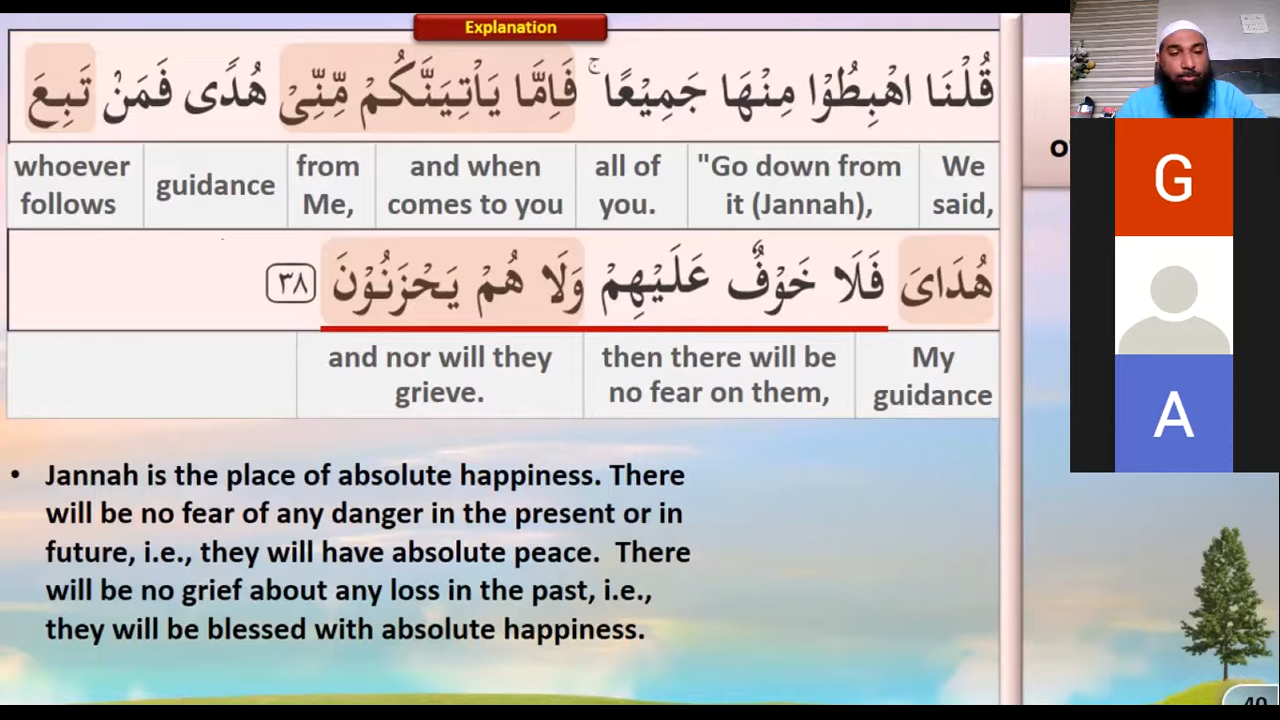 Explanation
قُلْنَا اهْبِطُوْا مِنْهَا جَمِيْعًا ۚ فَاِمَّا يَاْتِيَنَّكُمْ مِّنِّىْ هُدًى فَمَنْ تَبِعَ
We said, "Go down from it (Jannah), all of you. and when comes to you from Me, guidance whoever follows
هُدَاىَ فَلَا خَوْفٌ عَلَيْهِمْ وَلَا هُمْ يَحْزَنُوْنَ ٣٨
My guidance then there will be no fear on them, and nor will they grieve.
• Jannah is the place of absolute happiness. There
will be no fear of any danger in the present or in
future, i.e., they will have absolute peace. There
will be no grief about any loss in the past, i.e.,
they will be blessed with absolute happiness.
G
A